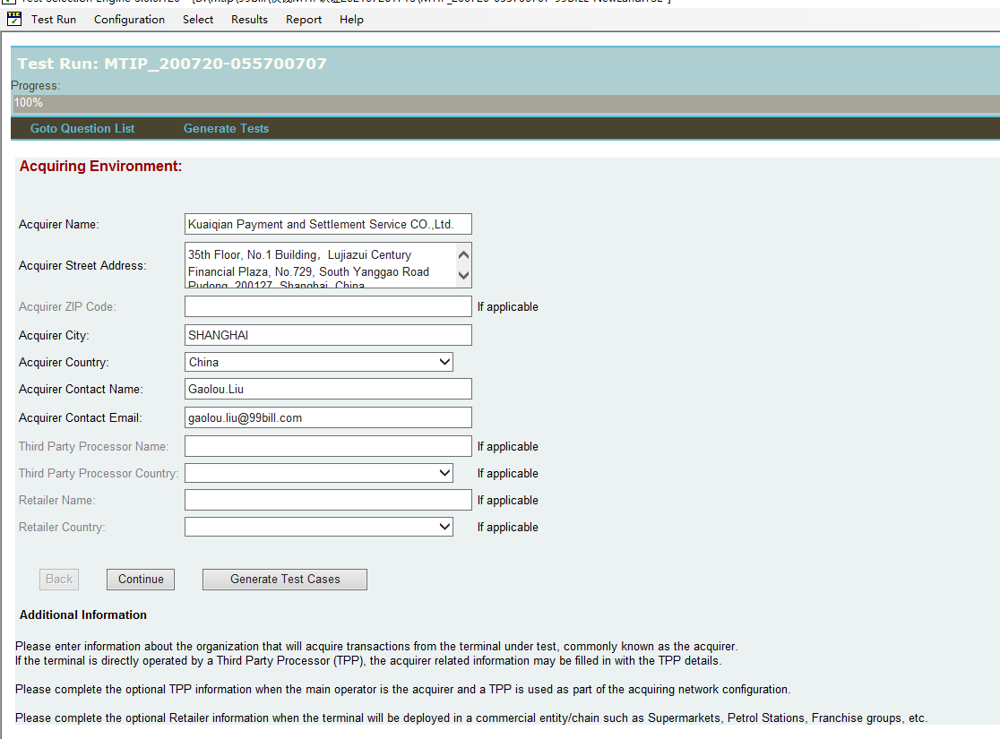 Test Run Configuration Select Results Report Help
Test Run: MTIP_200720-055700707
Progress:
100%
Goto Question List Generate Tests
Acquiring Environment:
Acquirer Name: Kuaiqian Payment and Settlement Service CO.,Ltd.
Acquirer Street Address: 35th Floor, No.1 Building，Lujiazui Century
Financial Plaza, No.729, South Yanggao Road
Pudong, 200127, Shanghai, China
Acquirer ZIP Code: If applicable
Acquirer City: SHANGHAI
Acquirer Country: China
Acquirer Contact Name: Gaolou.Liu
Acquirer Contact Email: gaolou.liu@99bill.com
Third Party Processor Name: If applicable
Third Party Processor Country: If applicable
Retailer Name: If applicable
Retailer Country: If applicable
Back Continue Generate Test Cases
Additional Information
Please enter information about the organization that will acquire transactions from the terminal under test, commonly known as the acquirer.
If the terminal is directly operated by a Third Party Processor (TPP), the acquirer related information may be filled in with the TPP details.
Please complete the optional TPP information when the main operator is the acquirer and a TPP is used as part of the acquiring network configuration.
Please complete the optional Retailer information when the terminal will be deployed in a commercial entity/chain such as Supermarkets, Petrol Stations, Franchise groups, etc.